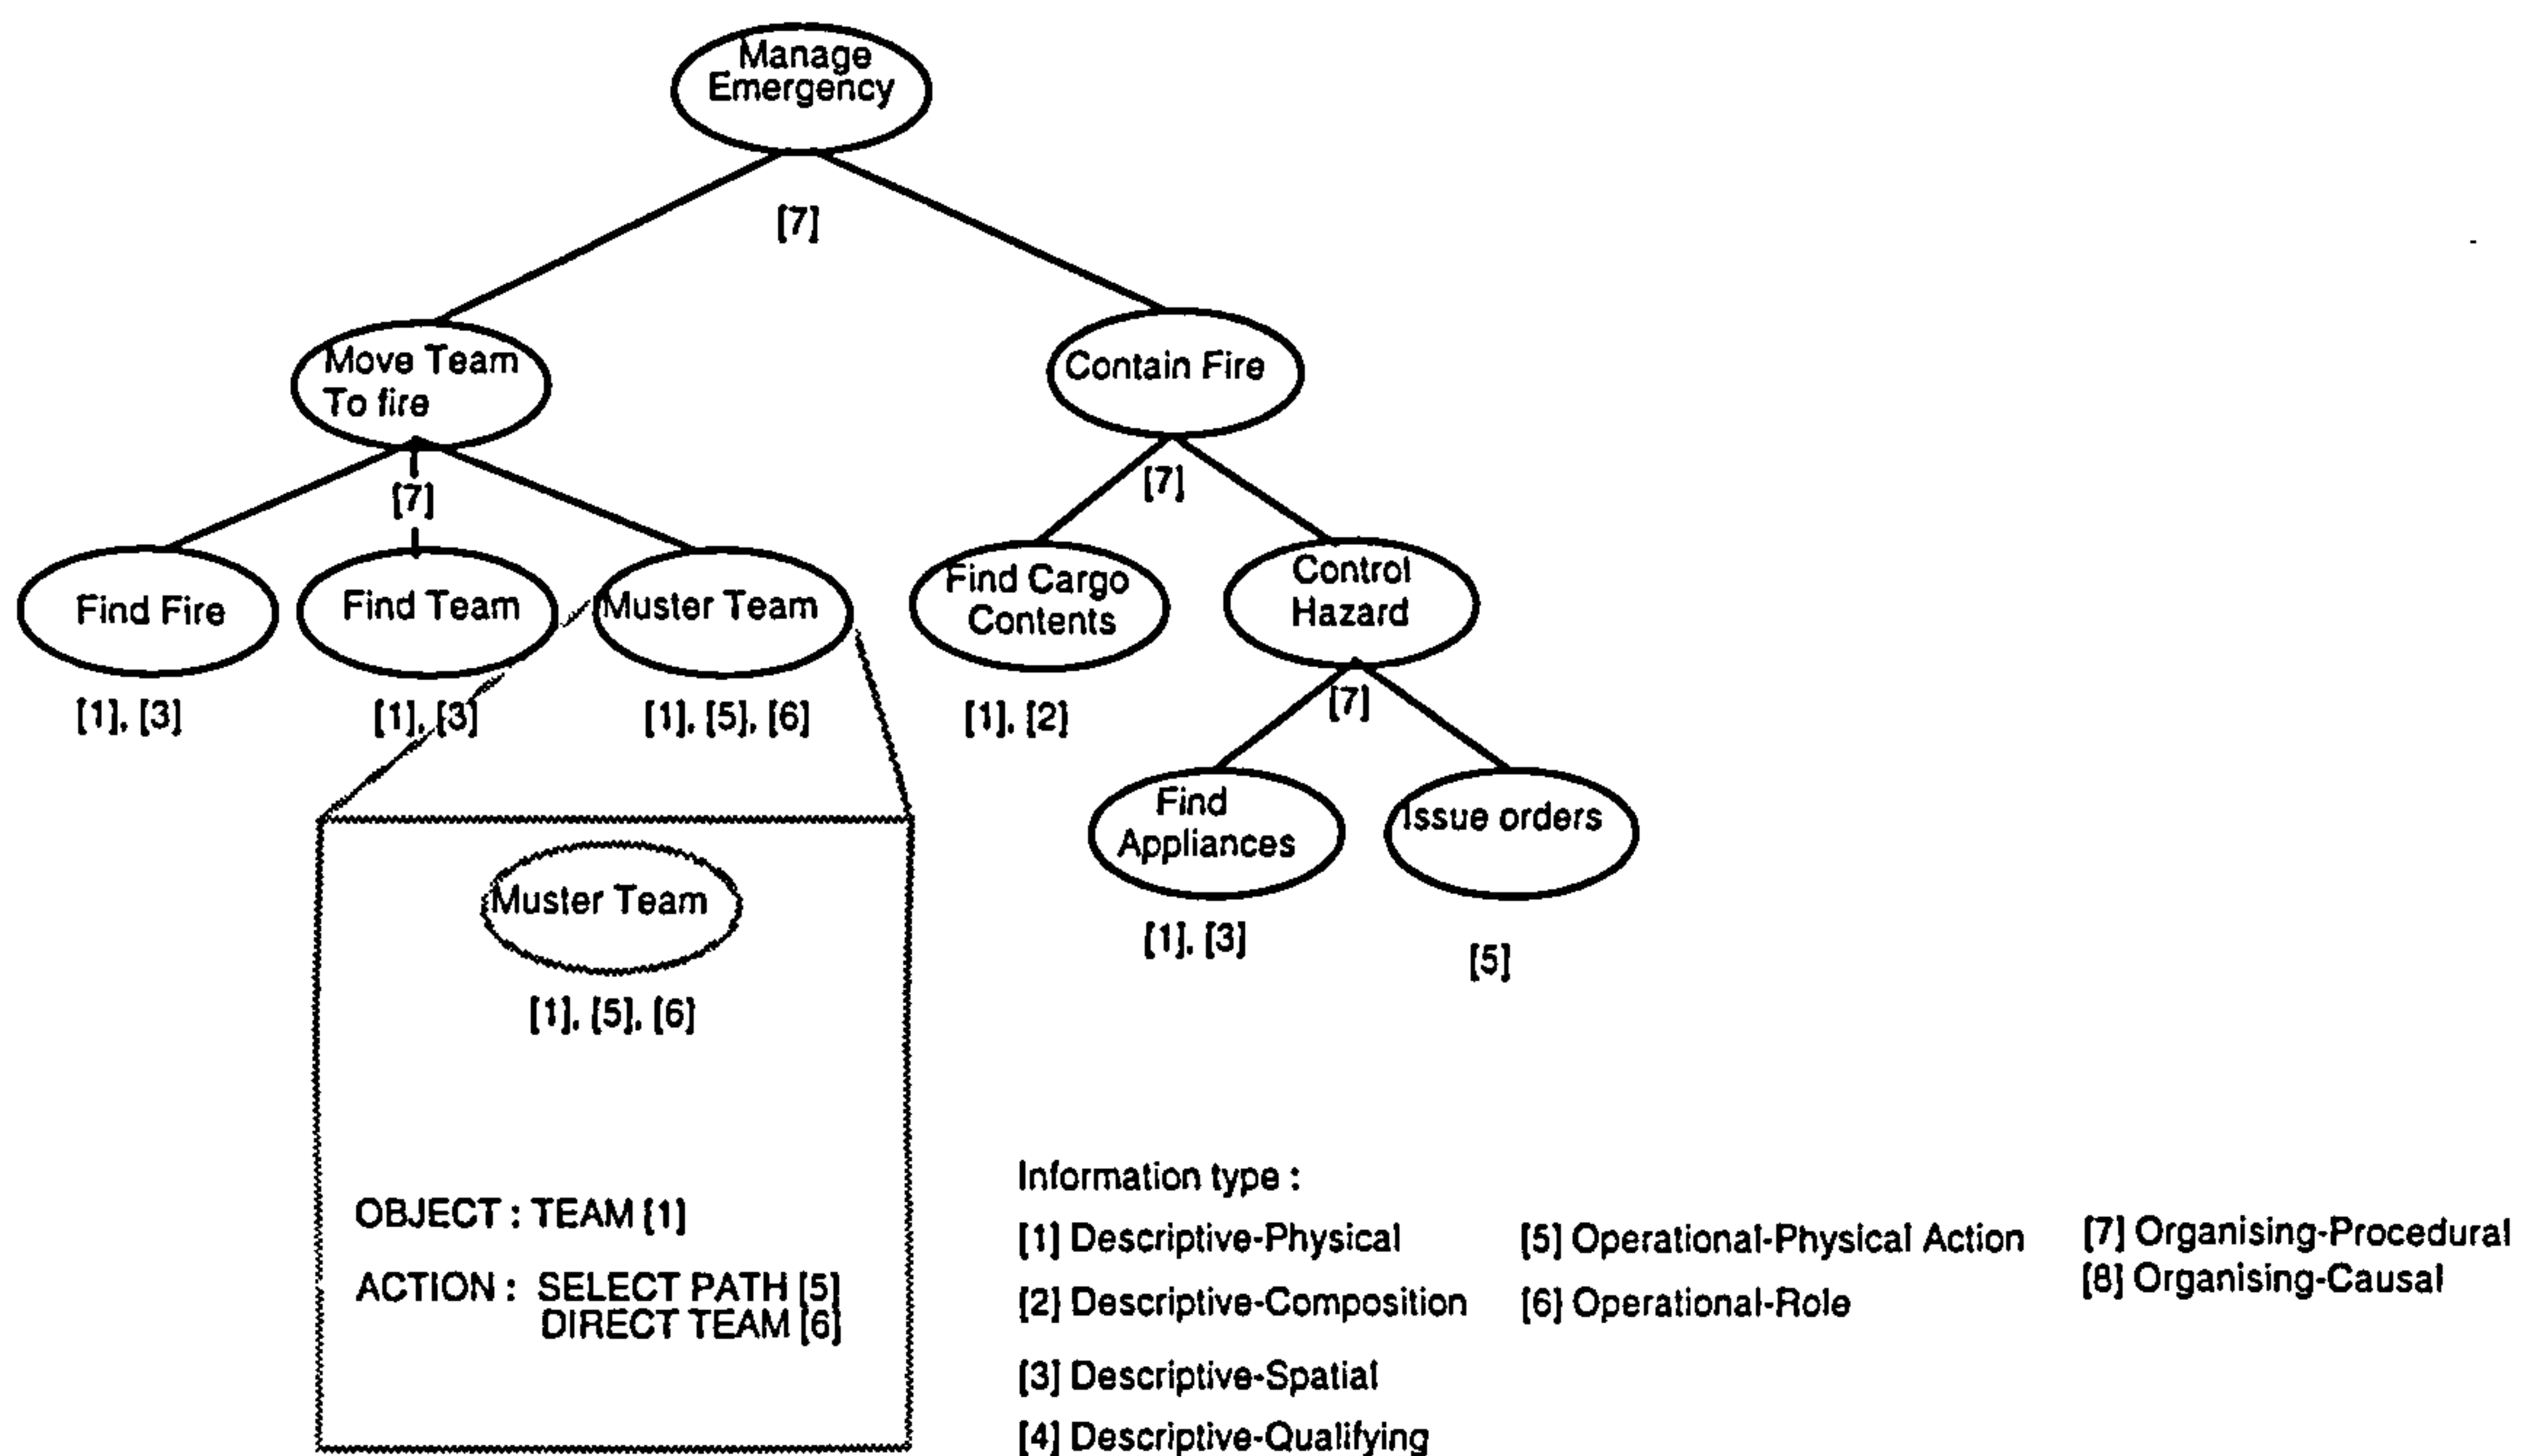 Manage
Emergency
[7]
Move Team
To fire
Contain Fire
[7]
[7]
Find Fire
Find Team
Muster Team
Find Cargo
Contents
Control
Hazard
[1], [3]
[1], [3]
[1], [5], [6]
[1], [2]
[7]
Find
Appliances
Issue orders
[1], [3]
[5]
Muster Team
[1], [5], [6]
OBJECT : TEAM [1]
ACTION : SELECT PATH [5]
DIRECT TEAM [6]
Information type :
[1] Descriptive-Physical
[2] Descriptive-Composition
[3] Descriptive-Spatial
[4] Descriptive-Qualifying
[5] Operational-Physical Action
[6] Operational-Role
[7] Organising-Procedural
[8] Organising-Causal